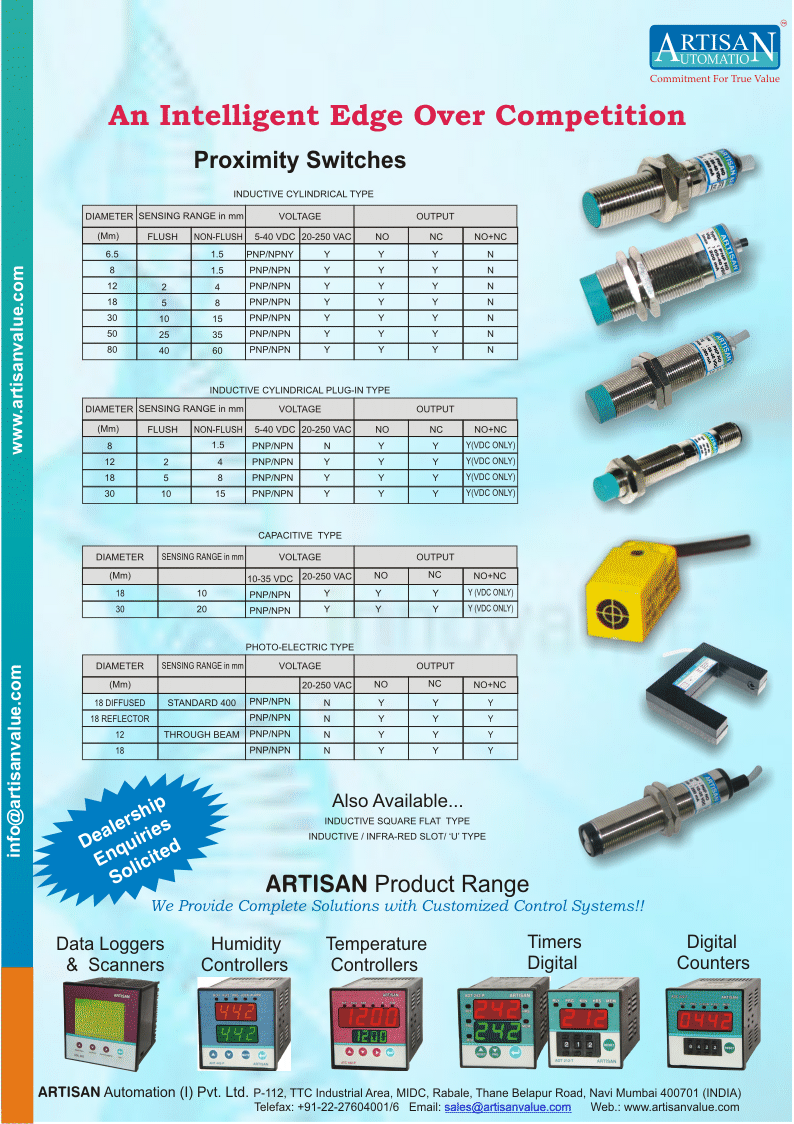 ARTISAN
AUTOMATION
Commitment For True Value
An Intelligent Edge Over Competition
Proximity Switches
INDUCTIVE CYLINDRICAL TYPE
DIAMETER SENSING RANGE in mm VOLTAGE OUTPUT
(Mm) FLUSH NON-FLUSH 5-40 VDC 20-250 VAC NO NC NO+NC
6.5 1.5 PNP/NPNY Y Y Y N
8 1.5 PNP/NPN Y Y Y N
12 2 4 PNP/NPN Y Y Y N
18 5 8 PNP/NPN Y Y Y N
30 10 15 PNP/NPN Y Y Y N
50 25 35 PNP/NPN Y Y Y N
80 40 60 PNP/NPN Y Y Y N
INDUCTIVE CYLINDRICAL PLUG-IN TYPE
DIAMETER SENSING RANGE in mm VOLTAGE OUTPUT
(Mm) FLUSH NON-FLUSH 5-40 VDC 20-250 VAC NO NC NO+NC
8 1.5 PNP/NPN N Y Y Y(VDC ONLY)
12 2 4 PNP/NPN Y Y Y Y(VDC ONLY)
18 5 8 PNP/NPN Y Y Y Y(VDC ONLY)
30 10 15 PNP/NPN Y Y Y Y(VDC ONLY)
CAPACITIVE TYPE
DIAMETER SENSING RANGE in mm VOLTAGE OUTPUT
(Mm) 10-35 VDC 20-250 VAC NO NC NO+NC
18 10 PNP/NPN Y Y Y Y (VDC ONLY)
30 20 PNP/NPN Y Y Y Y (VDC ONLY)
PHOTO-ELECTRIC TYPE
DIAMETER SENSING RANGE in mm VOLTAGE OUTPUT
(Mm) 20-250 VAC NO NC NO+NC
18 DIFFUSED STANDARD 400 PNP/NPN N Y Y Y
18 REFLECTOR PNP/NPN N Y Y Y
12 THROUGH BEAM PNP/NPN N Y Y Y
18 PNP/NPN N Y Y Y
www.artisanvalue.com
info@artisanvalue.com
Dealership
Enquiries
Solicited
Also Available...
INDUCTIVE SQUARE FLAT TYPE
INDUCTIVE / INFRA-RED SLOT/ 'U' TYPE
ARTISAN Product Range
We Provide Complete Solutions with Customized Control Systems!!
Data Loggers
& Scanners
Humidity
Controllers
Temperature
Controllers
Timers
Digital
Digital
Counters
ARTISAN
442
442
ARTISAN
1200
1200
ARTISAN
242
242
212
2 1 2
ARTISAN
0442
0 4 4 2
ARTISAN Automation (I) Pvt. Ltd. P-112, TTC Industrial Area, MIDC, Rabale, Thane Belapur Road, Navi Mumbai 400701 (INDIA)
Telefax: +91-22-27604001/6 Email: sales@artisanvalue.com Web.: www.artisanvalue.com